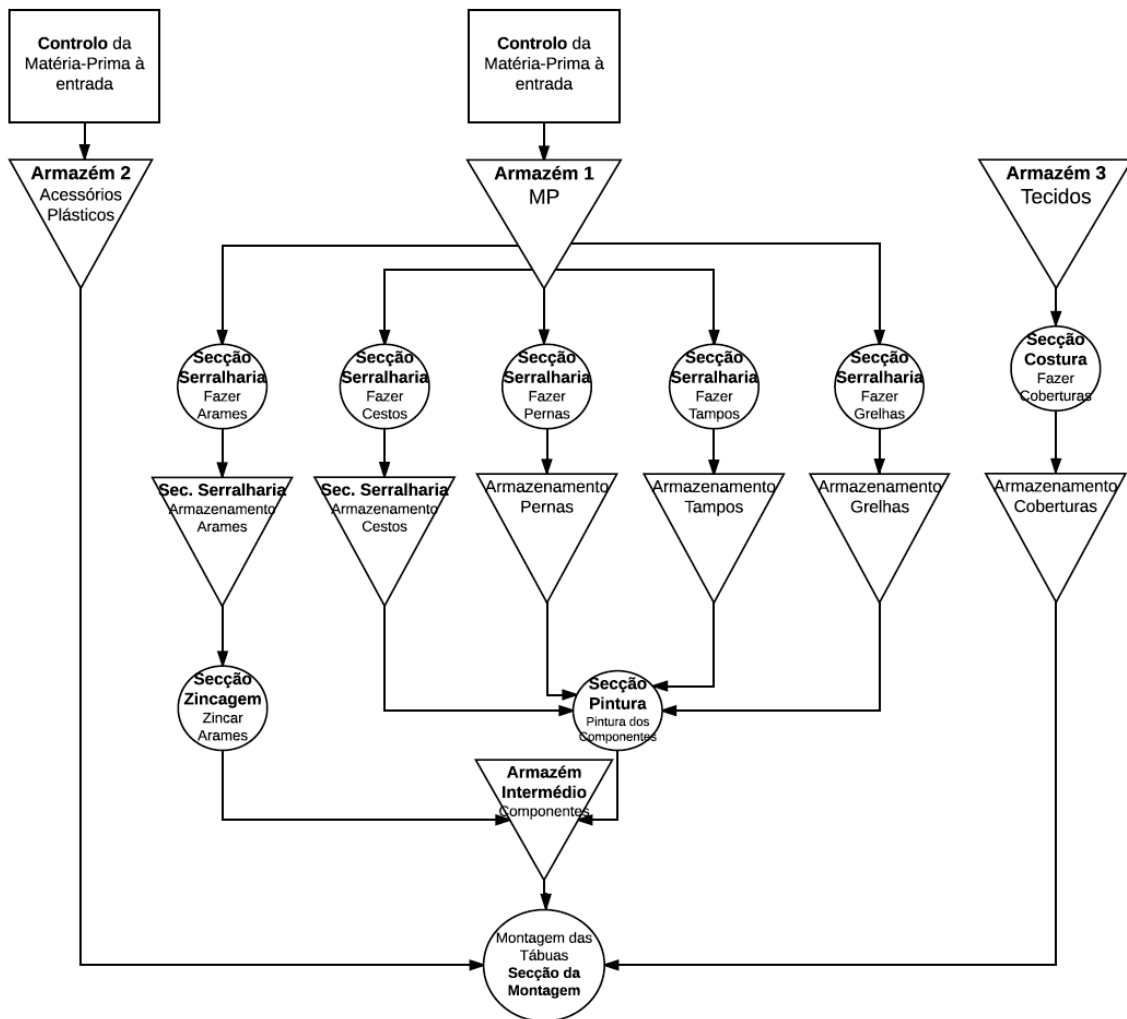 Controlo da
Matéria-Prima à
entrada
Controlo da
Matéria-Prima à
entrada
Armazém 2
Acessórios
Plásticos
Armazém 1
MP
Armazém 3
Tecidos
Secção
Serralharia
Fazer
Arames
Secção
Serralharia
Fazer
Cestos
Secção
Serralharia
Fazer
Pernas
Secção
Serralharia
Fazer
Tampos
Secção
Serralharia
Fazer
Grelhas
Secção
Costura
Fazer
Coberturas
Sec. Serralharia
Armazenamento
Arames
Sec. Serralharia
Armazenamento
Cestos
Armazenamento
Pernas
Armazenamento
Tampos
Armazenamento
Grelhas
Armazenamento
Coberturas
Secção
Zincagem
Zincar
Arames
Secção
Pintura
Pintura dos
Componentes
Armazém
Intermédio
Componentes
Montagem das
Tábuas
Secção da
Montagem